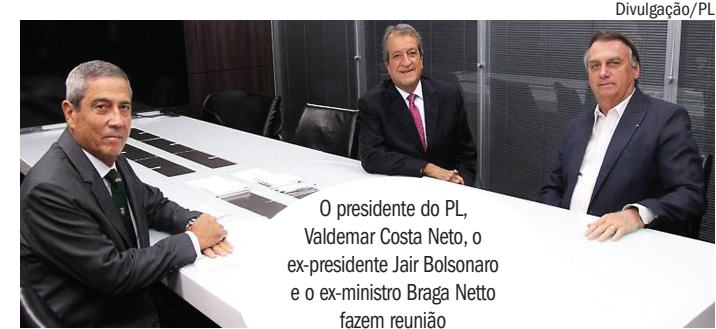 Divulgação/PL
O presidente do PL,
Valdemar Costa Neto, o
ex-presidente Jair Bolsonaro
e o ex-ministro Braga Netto
fazem reunião